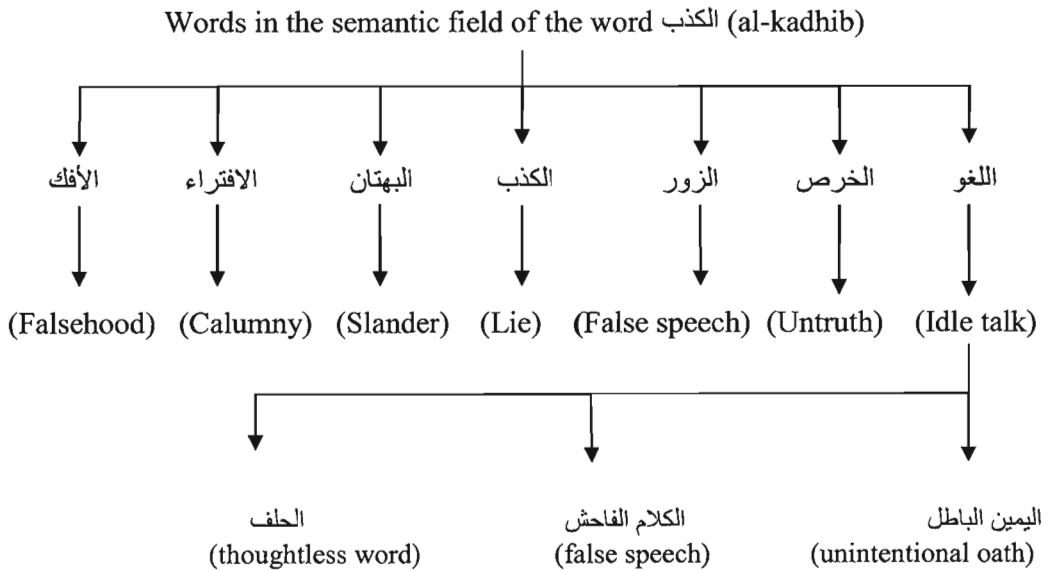 Words in the semantic field of the word الكذب (al-kadhib)
الأفك الافتراء البهتان الكذب الزور الخرص اللغو
(Falsehood) (Calumny) (Slander) (Lie) (False speech) (Untruth) (Idle talk)
الحلف الكلام الفاحش اليمين الباطل
(thoughtless word) (false speech) (unintentional oath)